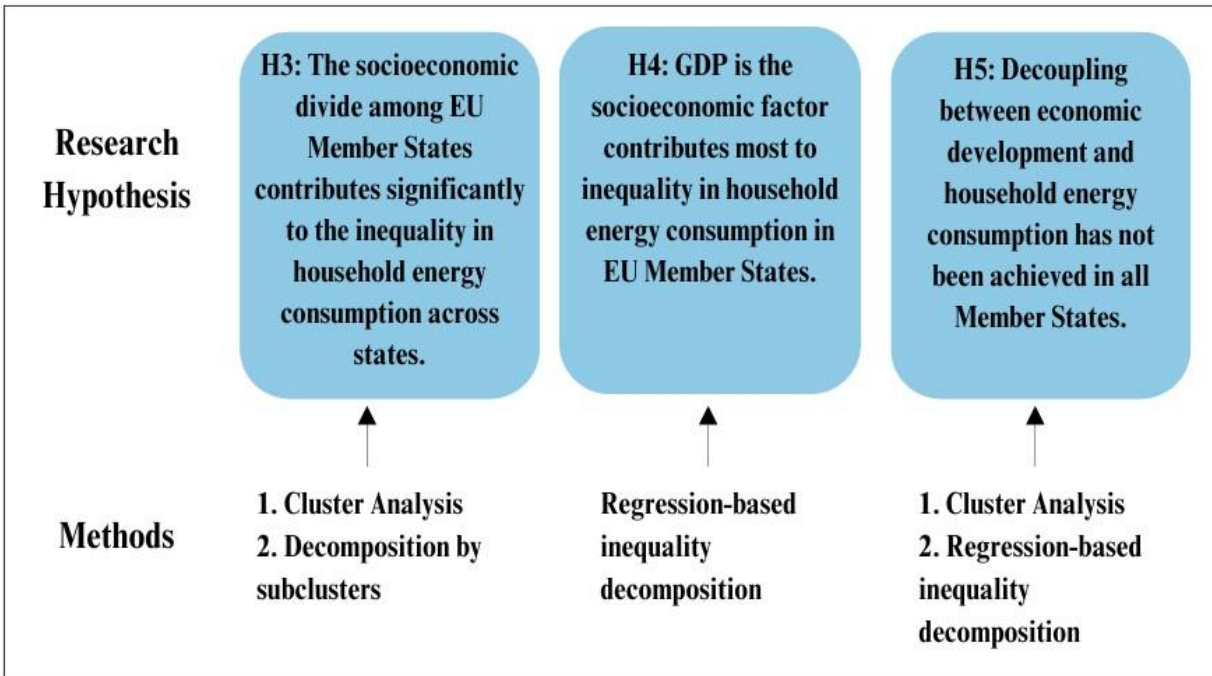 Research
Hypothesis
H3: The socioeconomic
divide among EU
Member States
contributes significantly
to the inequality in
household energy
consumption across
states.
H4: GDP is the
socioeconomic factor
contributes most to
inequality in household
energy consumption in
EU Member States.
H5: Decoupling
between economic
development and
household energy
consumption has not
been achieved in all
Member States.
Methods
1. Cluster Analysis
2. Decomposition by
subclusters
Regression-based
inequality
decomposition
1. Cluster Analysis
2. Regression-based
inequality
decomposition